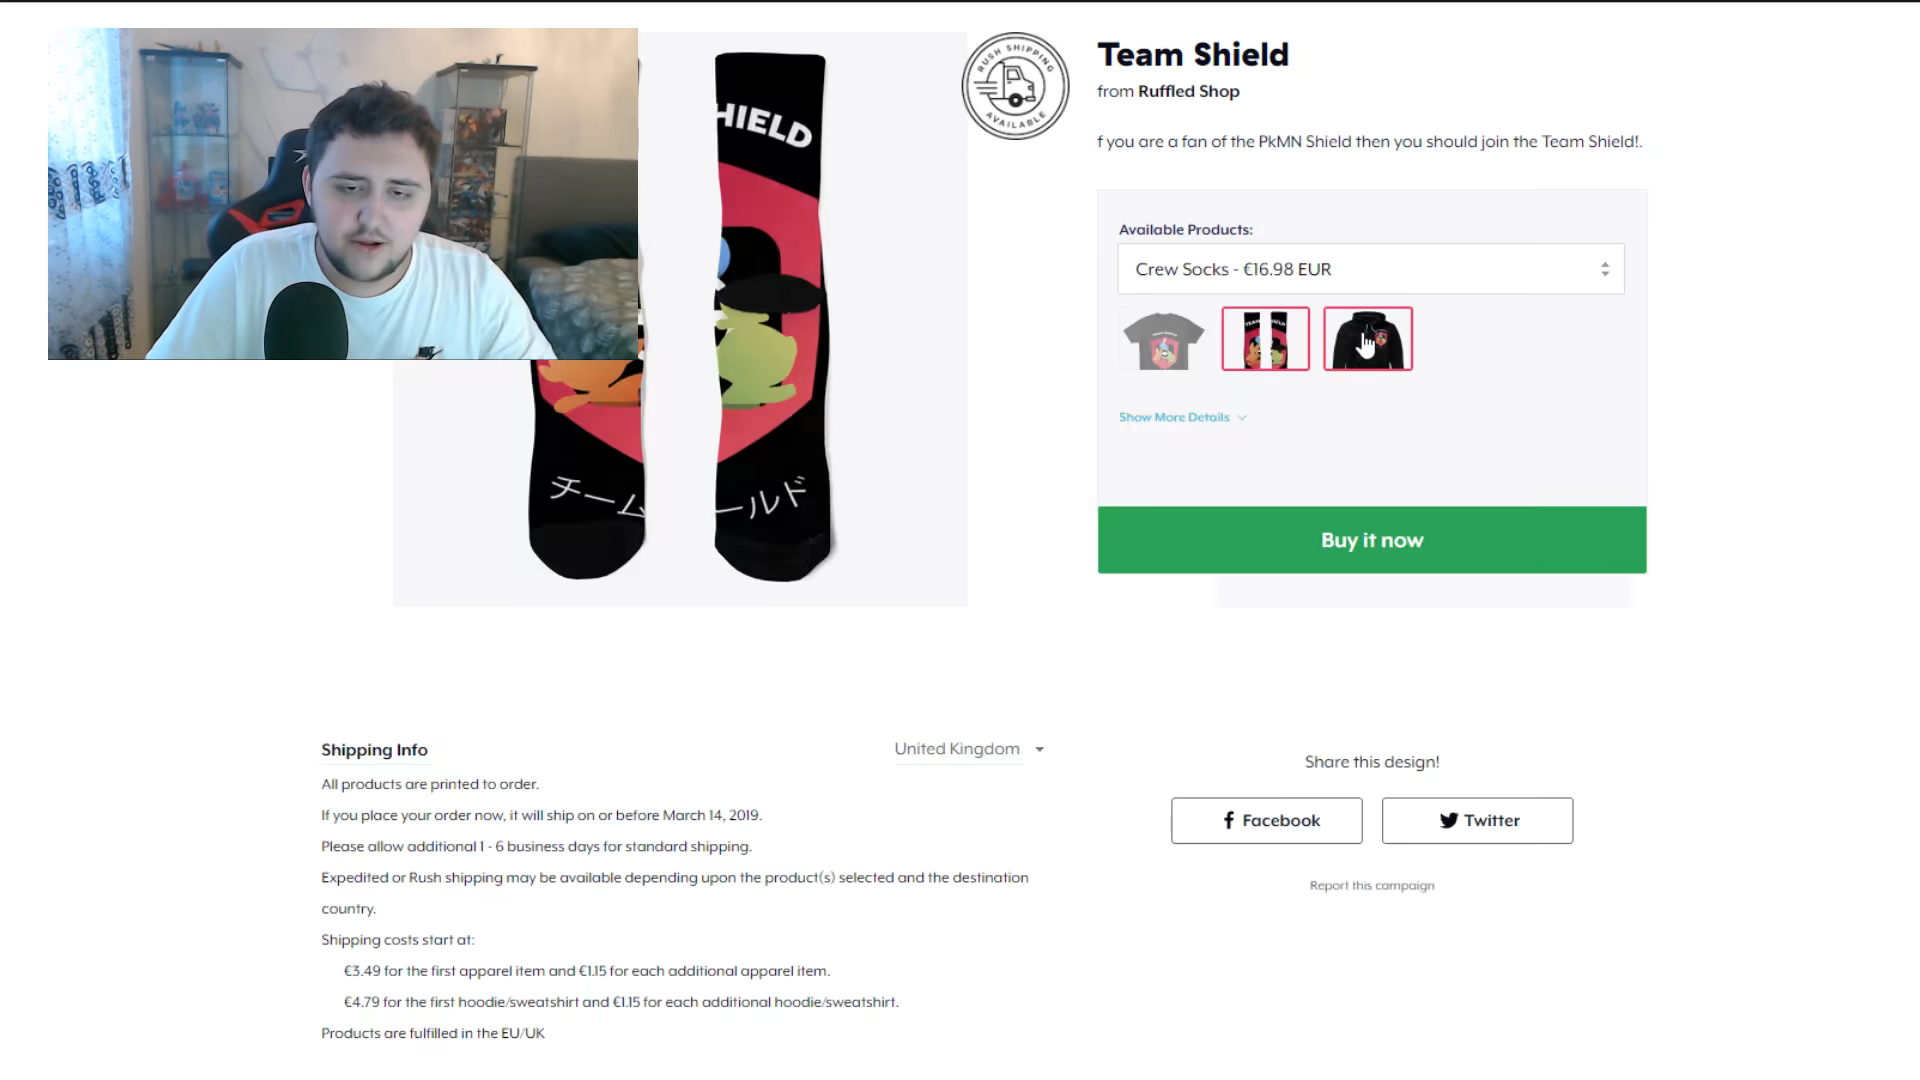 HIELD
チーム
ールド
RUSH SHIPPING
AVAILABLE
Team Shield
from Ruffled Shop
f you are a fan of the PkMN Shield then you should join the Team Shield!.
Available Products:
Crew Socks - €16.98 EUR
Show More Details
Buy it now
Shipping Info
United Kingdom
All products are printed to order.
If you place your order now, it will ship on or before March 14, 2019.
Please allow additional 1 - 6 business days for standard shipping.
Expedited or Rush shipping may be available depending upon the product(s) selected and the destination
country.
Shipping costs start at:
€3.49 for the first apparel item and €1.15 for each additional apparel item.
€4.79 for the first hoodie/sweatshirt and €1.15 for each additional hoodie/sweatshirt.
Products are fulfilled in the EU/UK
Share this design!
Facebook
Twitter
Report this campaign